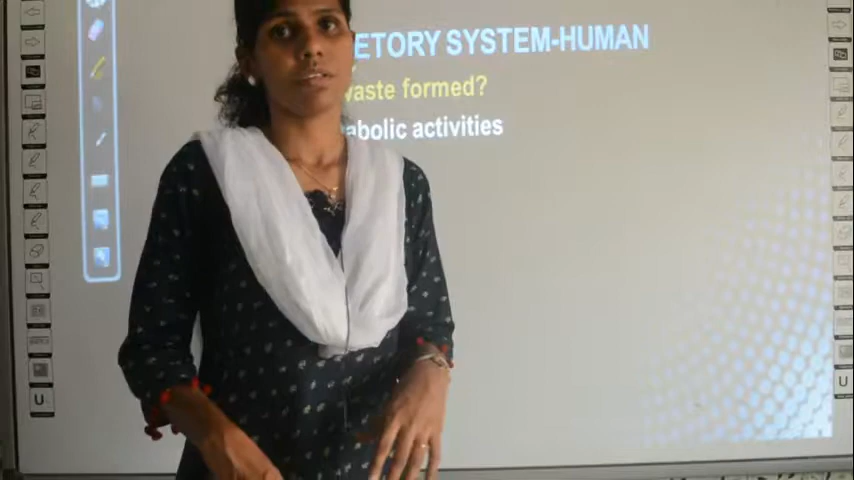 ETORY SYSTEM-HUMAN
vaste formed?
abolic activities
U
U